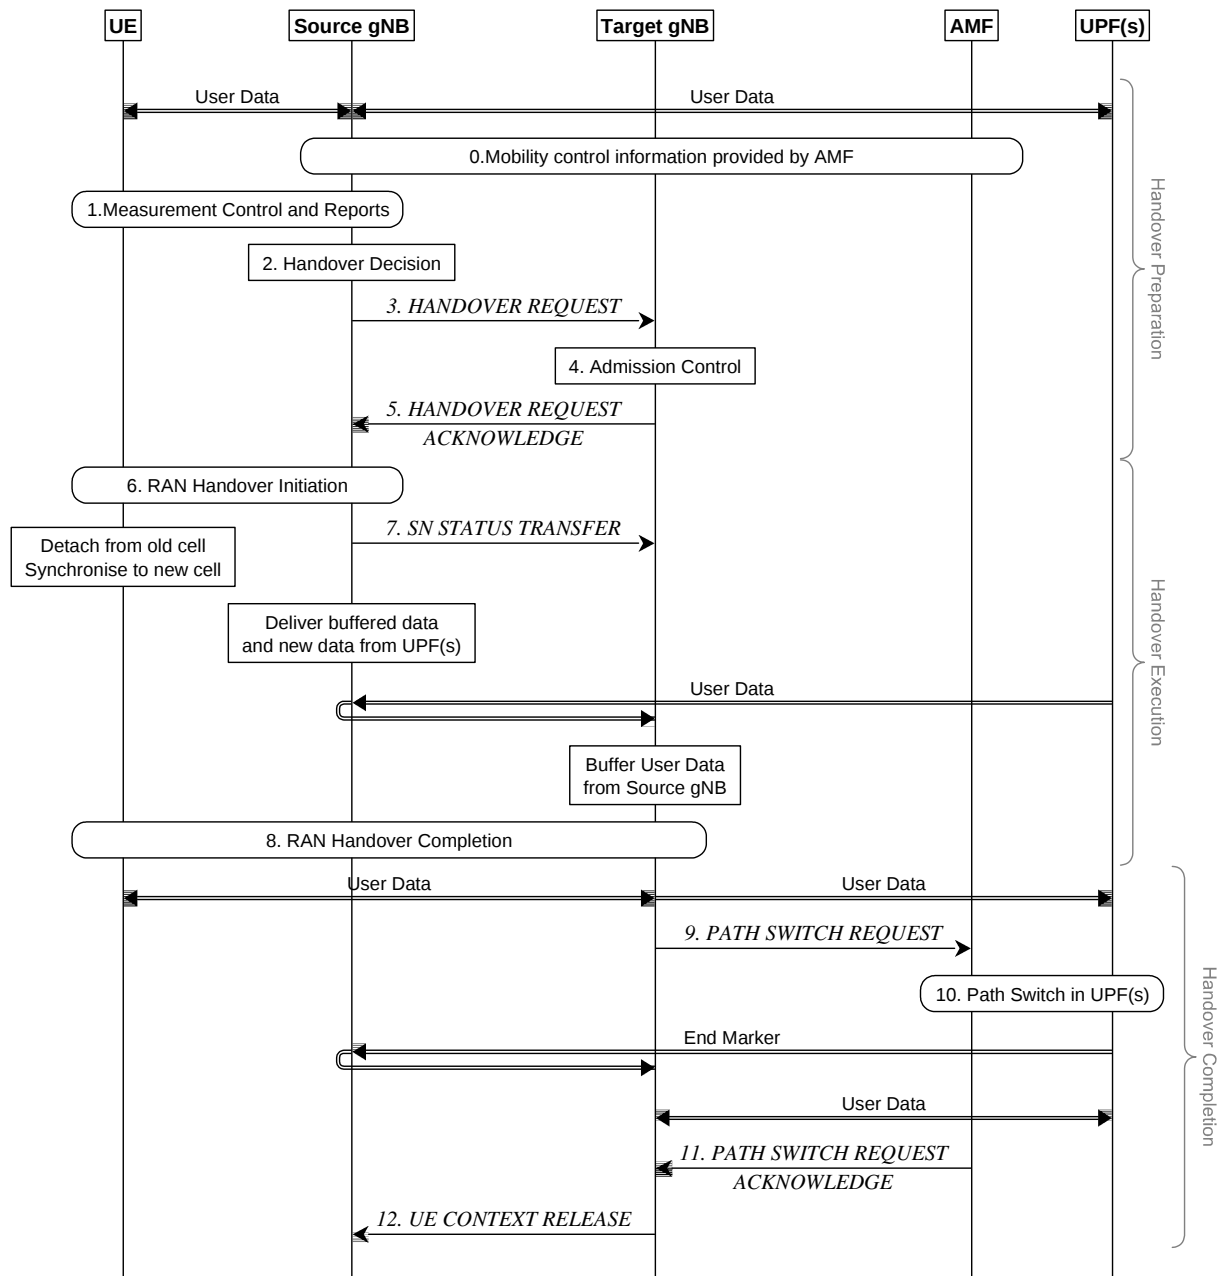 UE
Source gNB
Target gNB
AMF
UPF(s)
User Data
User Data
0.Mobility control information provided by AMF
1.Measurement Control and Reports
2. Handover Decision
3. HANDOVER REQUEST
4. Admission Control
5. HANDOVER REQUEST
ACKNOWLEDGE
Handover Preparation
6. RAN Handover Initiation
7. SN STATUS TRANSFER
Detach from old cell
Synchronise to new cell
Deliver buffered data
and new data from UPF(s)
User Data
Buffer User Data
from Source gNB
8. RAN Handover Completion
Handover Execution
User Data
User Data
9. PATH SWITCH REQUEST
10. Path Switch in UPF(s)
End Marker
User Data
11. PATH SWITCH REQUEST
ACKNOWLEDGE
12. UE CONTEXT RELEASE
Handover Completion